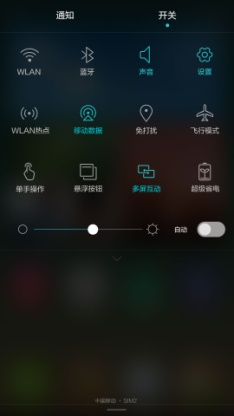 通知 开关
WLAN 蓝牙 声音 设置
WLAN热点 移动数据 免打扰 飞行模式
单手操作 悬浮按钮 多屏互动 超级省电
自动